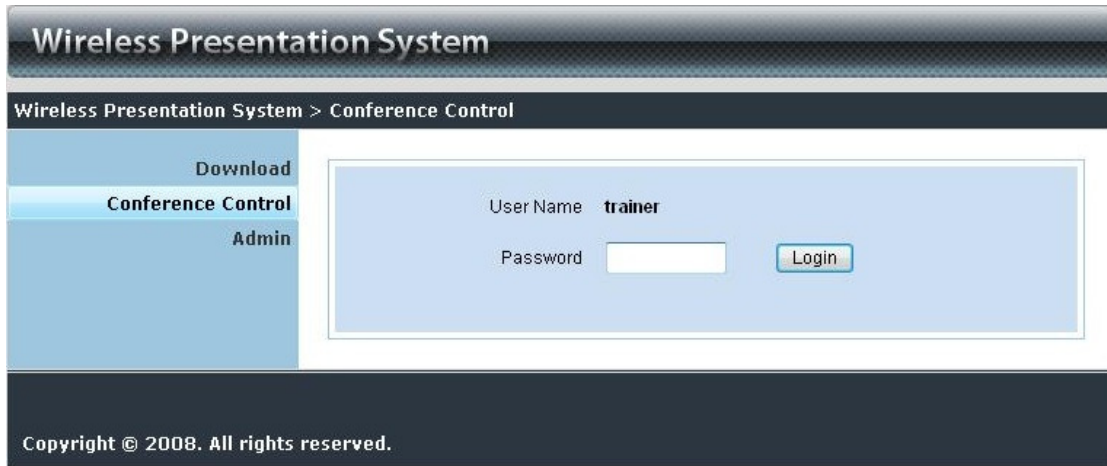 Wireless Presentation System
Wireless Presentation System > Conference Control
Download
Conference Control
Admin
User Name trainer
Password Login
Copyright © 2008. All rights reserved.